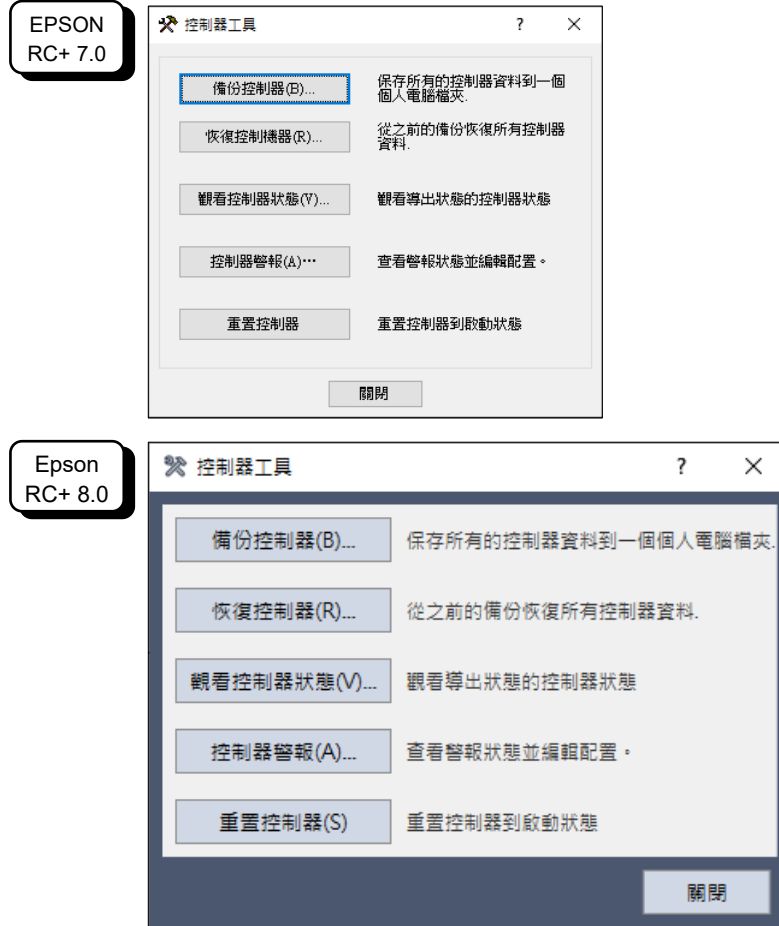 EPSON
RC+ 7.0
控制器工具
備份控制器(B)...
保存所有的控制器資料到一個
個人電腦檔夾.
恢復控制機器(R)...
從之前的備份恢復所有控制器
資料.
觀看控制器狀態(V)...
觀看導出狀態的控制器狀態
控制器警報(A)⋯
查看警報狀態並編輯配置。
重置控制器
重置控制器到啟動狀態
關閉
Epson
RC+ 8.0
控制器工具
備份控制器(B)...
保存所有的控制器資料到一個個人電腦檔夾.
恢復控制器(R)...
從之前的備份恢復所有控制器資料.
觀看控制器狀態(V)...
觀看導出狀態的控制器狀態
控制器警報(A)...
查看警報狀態並編輯配置。
重置控制器(S)
重置控制器到啟動狀態
關閉